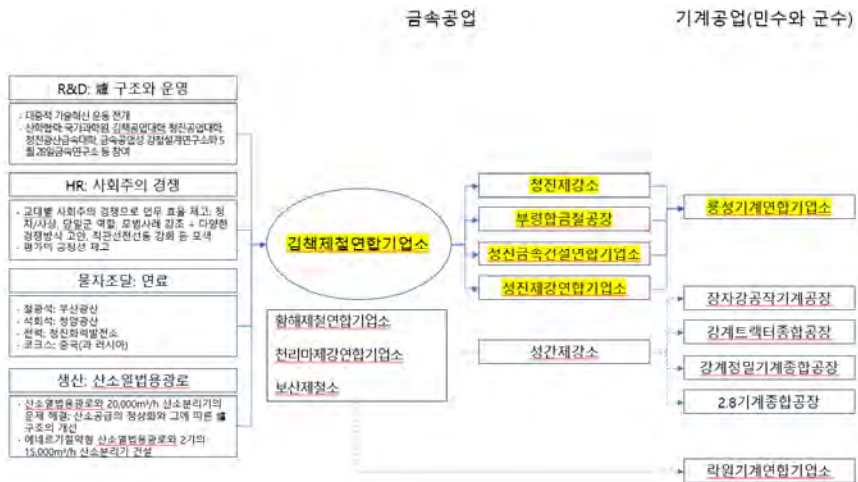 금속공업
기계공업(민수와 군수)
R&D: 爐 구조와 운영
- 대중적 기술혁신 운동 전개
- 산학협력: 국가과학원, 김책공업대학, 청진공업대학,
청진광산금속대학, 금속공업성 강철설계연구소와 5
월 28일금속연구소 등 참여
HR: 사회주의 경쟁
- 교대별 사회주의 경쟁으로 업무 효율 제고: 정
치/사상, 당일군 역할, 모범사례 강조 + 다양한
경쟁방식 고안, 직관선전선동 강화 등 모색
- 평가의 공정성 제고
물자조달: 연료
- 철광석: 무산광산
- 석회석: 청암광산
- 전력: 청진화력발전소
- 코크스: 중국(과 러시아)
생산: 산소열법용광로
- 산소열법용광로와 20,000m³/h 산소분리기의
문제 해결: 산소공급의 정상화와 그에 따른 爐
구조의 개선
- 에네르기절약형 산소열법용광로와 2기의
15,000m³/h 산소분리기 건설
김책제철연합기업소
황해제철연합기업소
천리마제강연합기업소
보산제철소
청진제강소
부령합금철공장
성진금속건설연합기업소
성진제강연합기업소
성간제강소
룡성기계연합기업소
장자강공작기계공장
강계트랙터종합공장
강계정밀기계종합공장
2.8기계종합공장
락원기계연합기업소